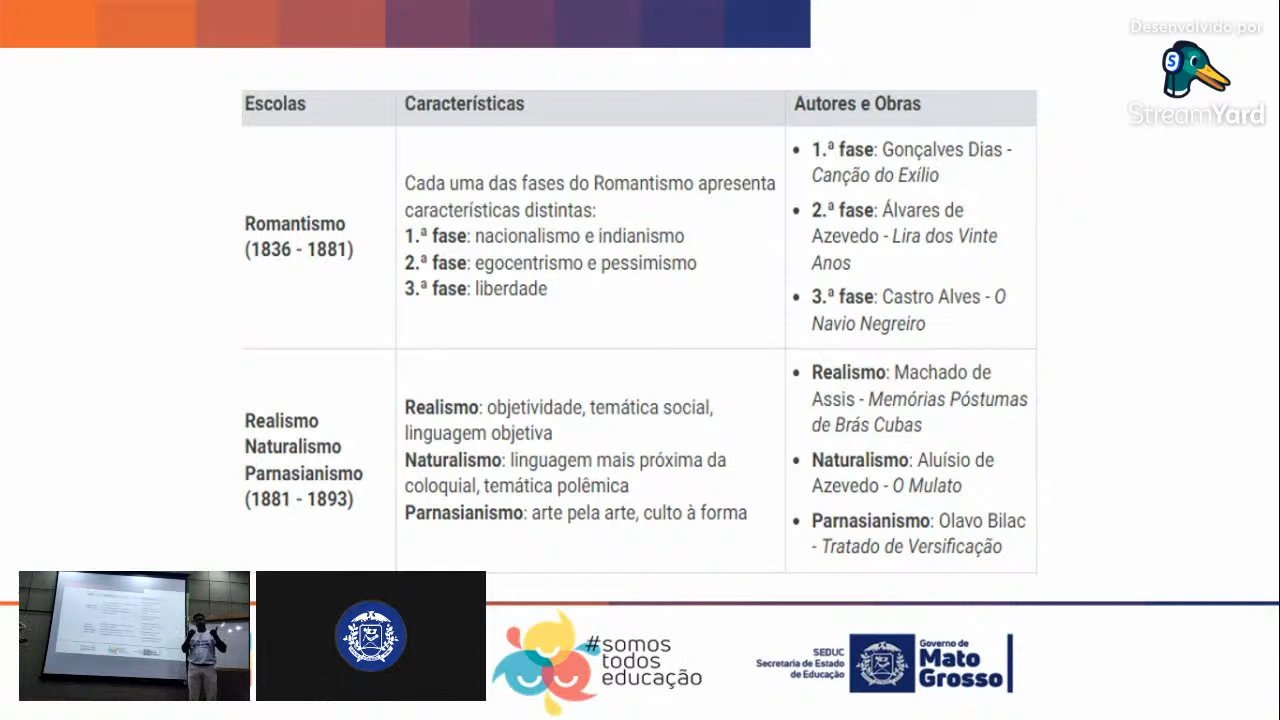 Desenvolvido por
S
StreamYard
Escolas
Características
Autores e Obras
Romantismo
(1836 - 1881)
Cada uma das fases do Romantismo apresenta
características distintas:
1.ª fase: nacionalismo e indianismo
2.ª fase: egocentrismo e pessimismo
3.ª fase: liberdade
1.ª fase: Gonçalves Dias -
Canção do Exílio
2.ª fase: Álvares de
Azevedo - Lira dos Vinte
Anos
3.ª fase: Castro Alves - O
Navio Negreiro
Realismo
Naturalismo
Parnasianismo
(1881 - 1893)
Realismo: objetividade, temática social,
linguagem objetiva
Naturalismo: linguagem mais próxima da
coloquial, temática polêmica
Parnasianismo: arte pela arte, culto à forma
Realismo: Machado de
Assis - Memórias Póstumas
de Brás Cubas
Naturalismo: Aluísio de
Azevedo - O Mulato
Parnasianismo: Olavo Bilac
- Tratado de Versificação
#somos
todos
educação
SEDUC
Secretaria de Estado
de Educação
Governo de
Mato
Grosso